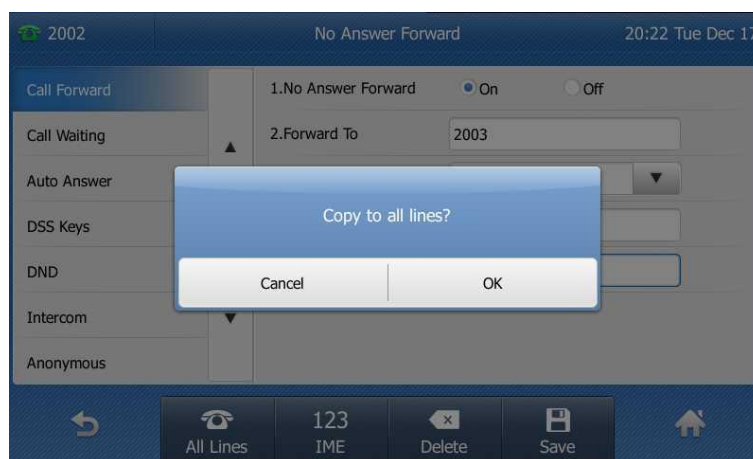 2002
No Answer Forward
20:22 Tue Dec 17
Call Forward
Call Waiting
Auto Answer
DSS Keys
DND
Intercom
Anonymous
1.No Answer Forward
On
Off
2.Forward To
2003
Copy to all lines?
Cancel
OK
All Lines
123
IME
Delete
Save